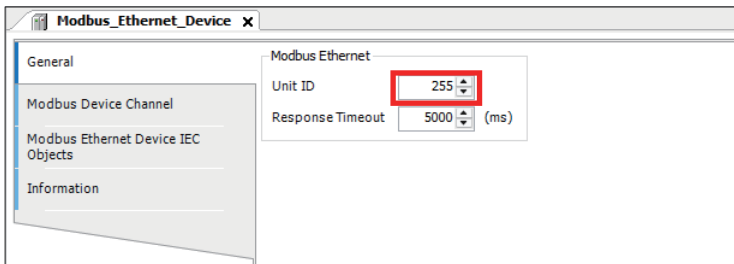 Modbus_Ethernet_Device X
General
Modbus Device Channel
Modbus Ethernet Device IEC
Objects
Information
Modbus Ethernet
Unit ID 255
Response Timeout 5000 (ms)